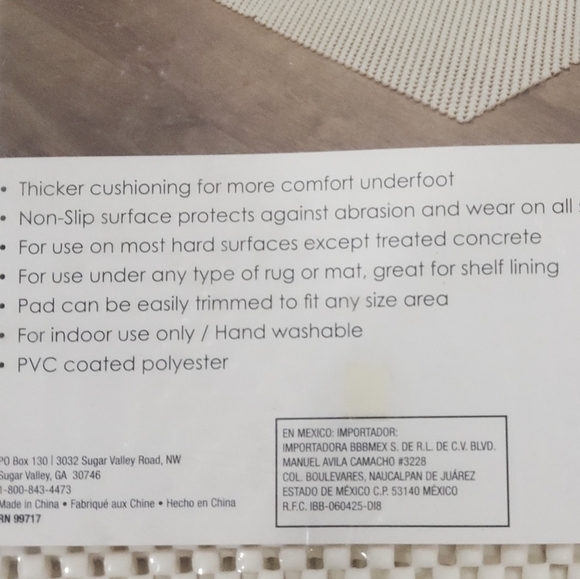 • Thicker cushioning for more comfort underfoot
• Non-Slip surface protects against abrasion and wear on all
• For use on most hard surfaces except treated concrete
• For use under any type of rug or mat, great for shelf lining
• Pad can be easily trimmed to fit any size area
• For indoor use only / Hand washable
• PVC coated polyester
PO Box 130 | 3032 Sugar Valley Road, NW
Sugar Valley, GA 30746
1-800-843-4473
Made in China • Fabriqué aux Chine • Hecho en China
RN 99717
EN MEXICO: IMPORTADOR:
IMPORTADORA BBBMEX S. DE R.L. DE C.V. BLVD.
MANUEL AVILA CAMACHO #3228
COL. BOULEVARES, NAUCALPAN DE JUÁREZ
ESTADO DE MÉXICO C.P. 53140 MÉXICO
R.F.C. IBB-060425-DI8